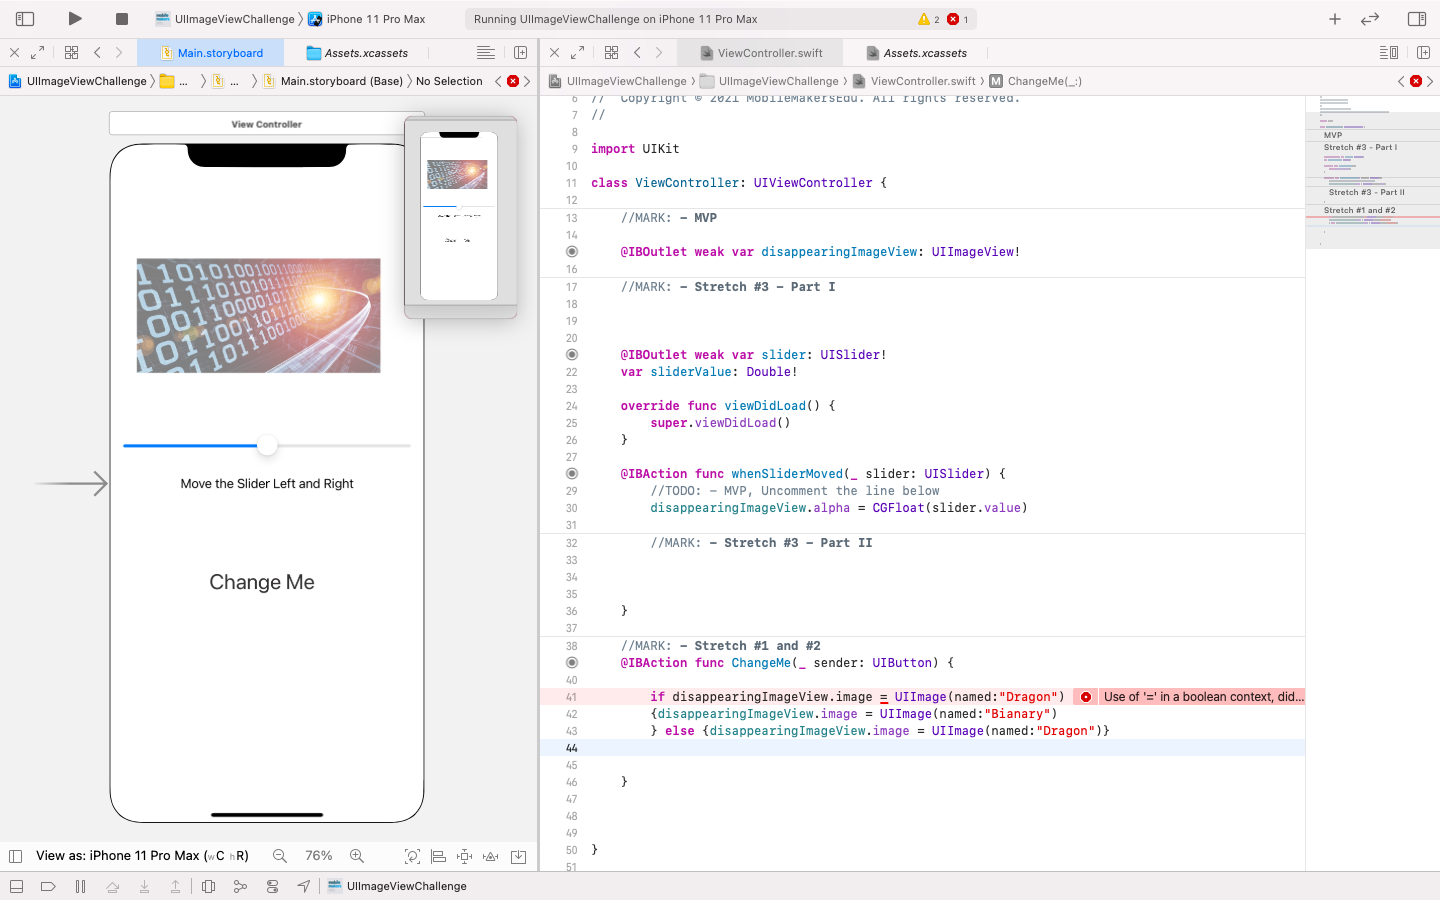 UIImageViewChallenge 〉 iPhone 11 Pro Max
Running UIImageViewChallenge on iPhone 11 Pro Max
2
1
Main.storyboard
Assets.xcassets
ViewController.swift
Assets.xcassets
UIImageViewChallenge 〉 ... 〉 ... 〉 Main.storyboard (Base) 〉 No Selection
UIImageViewChallenge 〉 UIImageViewChallenge 〉 ViewController.swift 〉 M ChangeMe(_:)
View Controller
Move the Slider Left and Right
Change Me
View as: iPhone 11 Pro Max (wC hR)
76%
6 //  Copyright © 2021 MobileMakersEdu. All rights reserved.
7 //
8
9 import UIKit
10
11 class ViewController: UIViewController {
12
13 //MARK: - MVP
14
@IBOutlet weak var disappearingImageView: UIImageView!
16
17 //MARK: - Stretch #3 - Part I
18
19
20
@IBOutlet weak var slider: UISlider!
22 var sliderValue: Double!
23
24 override func viewDidLoad() {
25 super.viewDidLoad()
26 }
27
@IBAction func whenSliderMoved(_ slider: UISlider) {
29 //TODO: - MVP, Uncomment the line below
30 disappearingImageView.alpha = CGFloat(slider.value)
31
32 //MARK: - Stretch #3 - Part II
33
34
35
36 }
37
38 //MARK: - Stretch #1 and #2
@IBAction func ChangeMe(_ sender: UIButton) {
40
41 if disappearingImageView.image = UIImage(named:"Dragon") Use of '=' in a boolean context, did...
42 {disappearingImageView.image = UIImage(named:"Bianary")
43 } else {disappearingImageView.image = UIImage(named:"Dragon")}
44
45
46 }
47
48
49
50 }
51
MVP
Stretch #3 - Part I
Stretch #3 - Part II
Stretch #1 and #2
UIImageViewChallenge